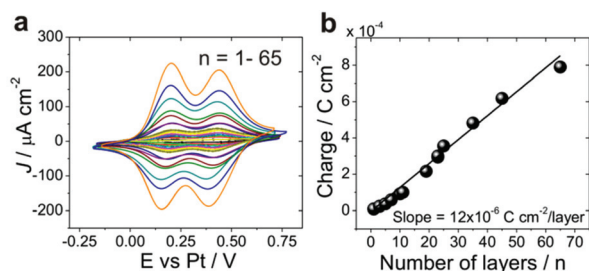 a
n = 1- 65
J / μA cm⁻²
300
200
100
0
-100
-200
-0.25
0.00
0.25
0.50
0.75
E vs Pt / V
b
x 10⁻⁴
Charge / C cm⁻²
8
6
4
2
0
Slope = 12x10⁻⁶ C cm⁻²/layer
0
10
20
30
40
50
60
70
Number of layers / n